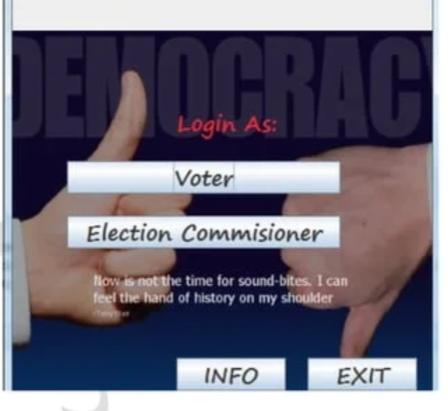 DEMOCRACY
Login As:
Voter
Election Commisioner
Now is not the time for sound-bites. I can
feel the hand of history on my shoulder
INFO
EXIT